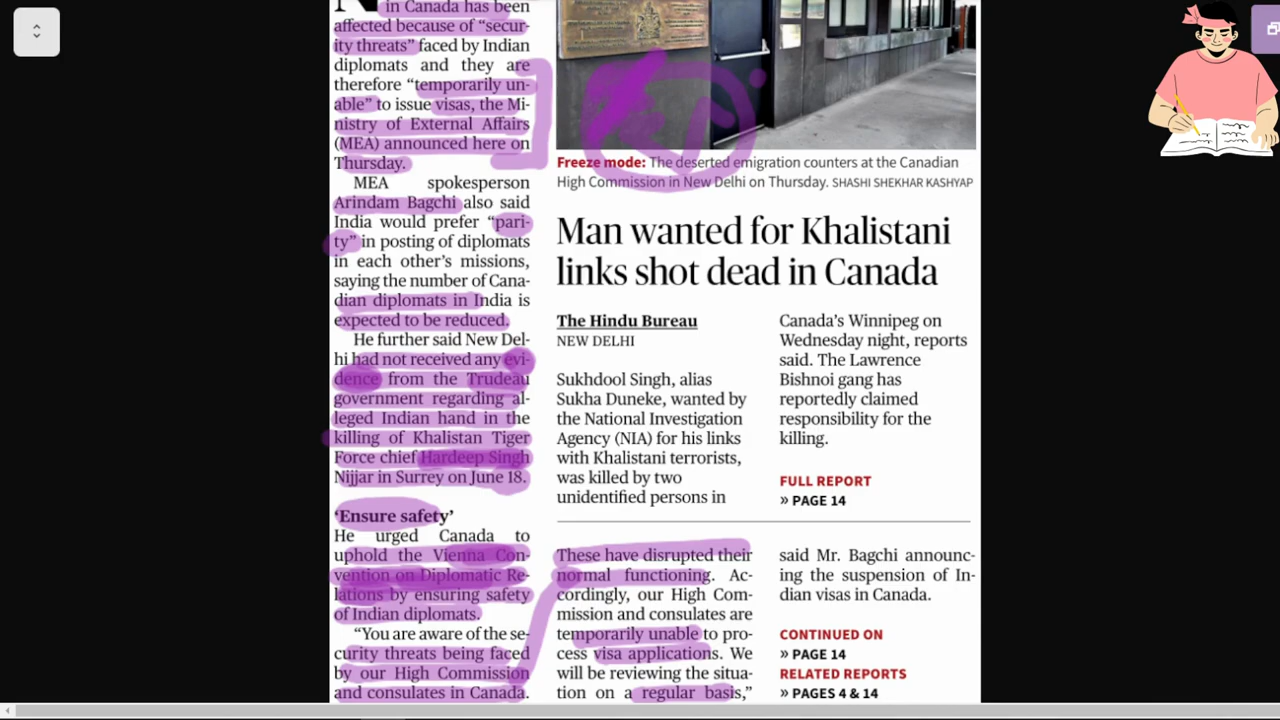 in Canada has been
affected because of “secur-
ity threats” faced by Indian
diplomats and they are
therefore “temporarily un-
able” to issue visas, the Mi-
nistry of External Affairs
(MEA) announced here on
Thursday.
MEA spokesperson
Arindam Bagchi also said
India would prefer “pari-
ty” in posting of diplomats
in each other’s missions,
saying the number of Cana-
dian diplomats in India is
expected to be reduced.
He further said New Del-
hi had not received any evi-
dence from the Trudeau
government regarding al-
leged Indian hand in the
killing of Khalistan Tiger
Force chief Hardeep Singh
Nijjar in Surrey on June 18.
‘Ensure safety’
He urged Canada to
uphold the Vienna Con-
vention on Diplomatic Re-
lations by ensuring safety
of Indian diplomats.
“You are aware of the se-
curity threats being faced
by our High Commission
and consulates in Canada.
Freeze mode: The deserted emigration counters at the Canadian
High Commission in New Delhi on Thursday. SHASHI SHEKHAR KASHYAP
Man wanted for Khalistani
links shot dead in Canada
The Hindu Bureau
NEW DELHI
Sukhdool Singh, alias
Sukha Duneke, wanted by
the National Investigation
Agency (NIA) for his links
with Khalistani terrorists,
was killed by two
unidentified persons in
Canada’s Winnipeg on
Wednesday night, reports
said. The Lawrence
Bishnoi gang has
reportedly claimed
responsibility for the
killing.
FULL REPORT
» PAGE 14
These have disrupted their
normal functioning. Ac-
cordingly, our High Com-
mission and consulates are
temporarily unable to pro-
cess visa applications. We
will be reviewing the situa-
tion on a regular basis,”
said Mr. Bagchi announc-
ing the suspension of In-
dian visas in Canada.
CONTINUED ON
» PAGE 14
RELATED REPORTS
» PAGES 4 & 14